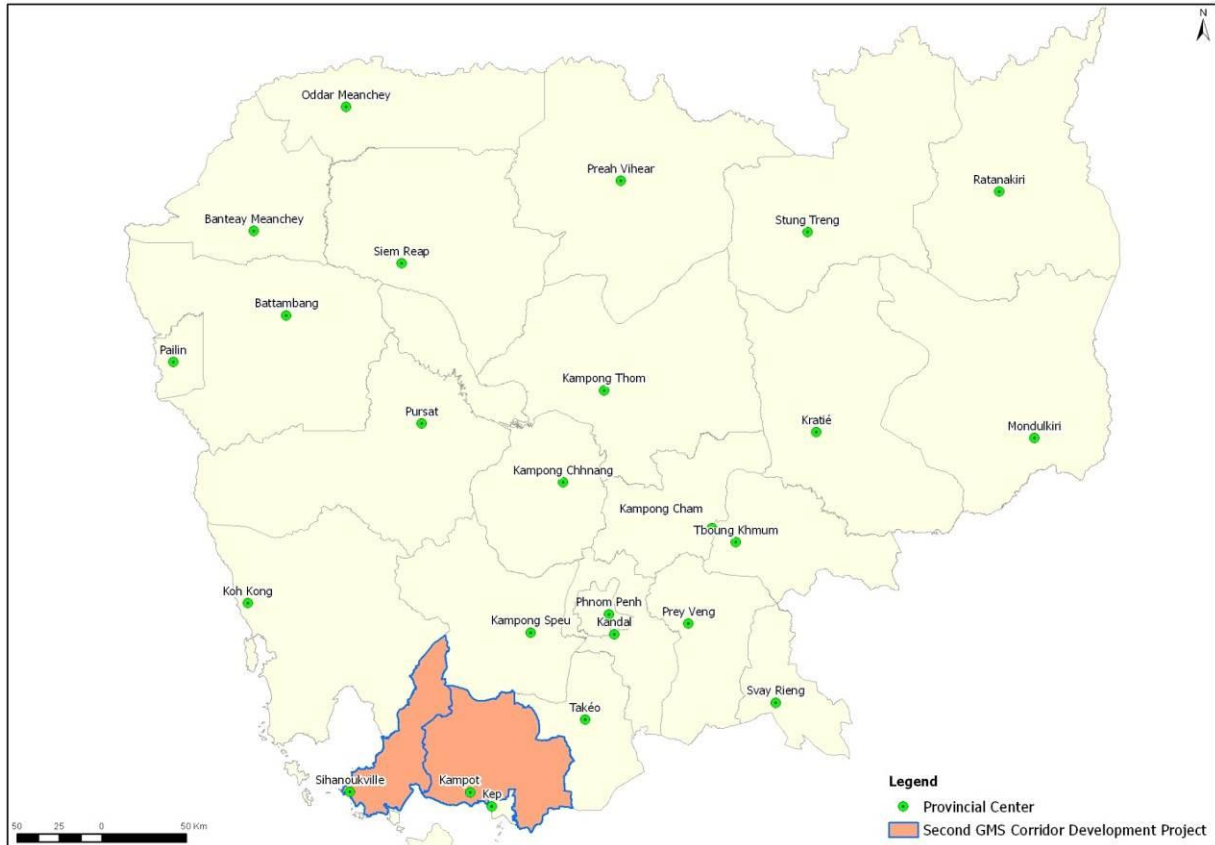 N
Oddar Meanchey
Preah Vihear
Ratanakiri
Banteay Meanchey
Stung Treng
Siem Reap
Battambang
Pailin
Kampong Thom
Pursat
Kratié
Mondulkiri
Kampong Chhnang
Kampong Cham
Tboung Khmum
Koh Kong
Phnom Penh
Prey Veng
Kampong Speu
Kandal
Svay Rieng
Takéo
Sihanoukville
Kampot
Kep
Legend
Provincial Center
Second GMS Corridor Development Project
50 25 0 50 Km